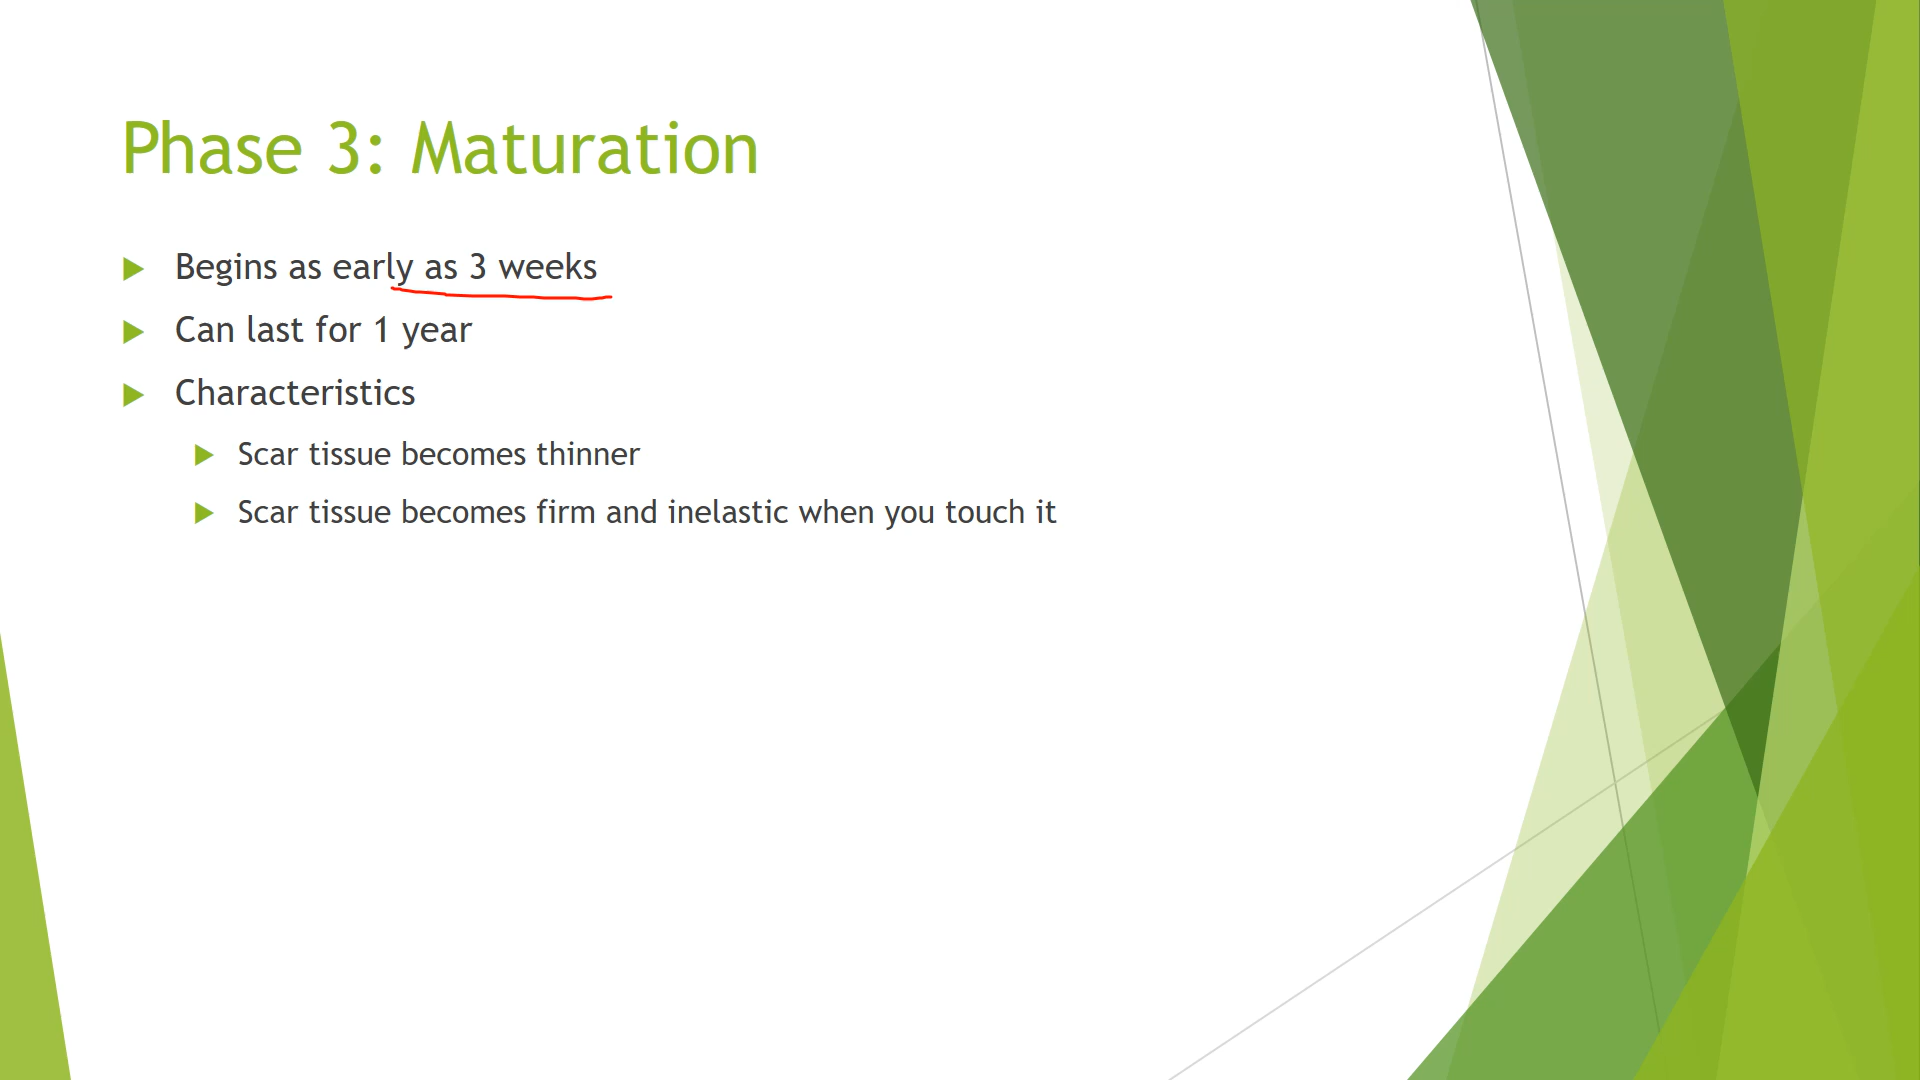 Phase 3: Maturation
Begins as early as 3 weeks
Can last for 1 year
Characteristics
Scar tissue becomes thinner
Scar tissue becomes firm and inelastic when you touch it